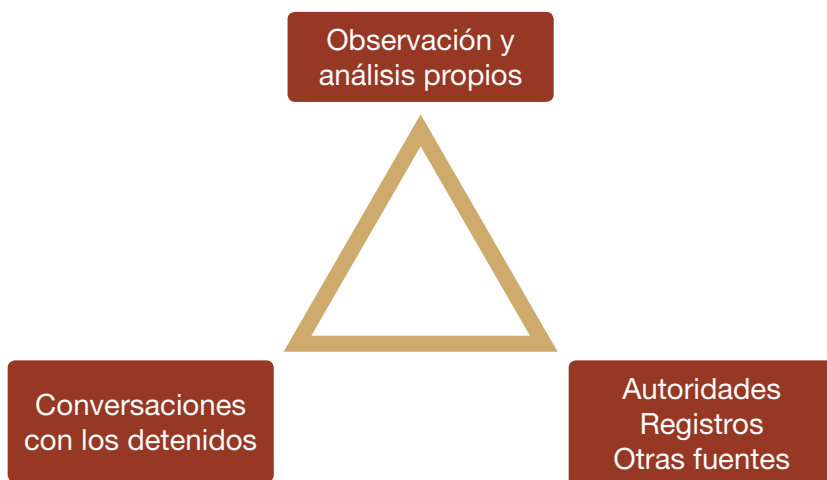 Observación y
análisis propios
Conversaciones
con los detenidos
Autoridades
Registros
Otras fuentes